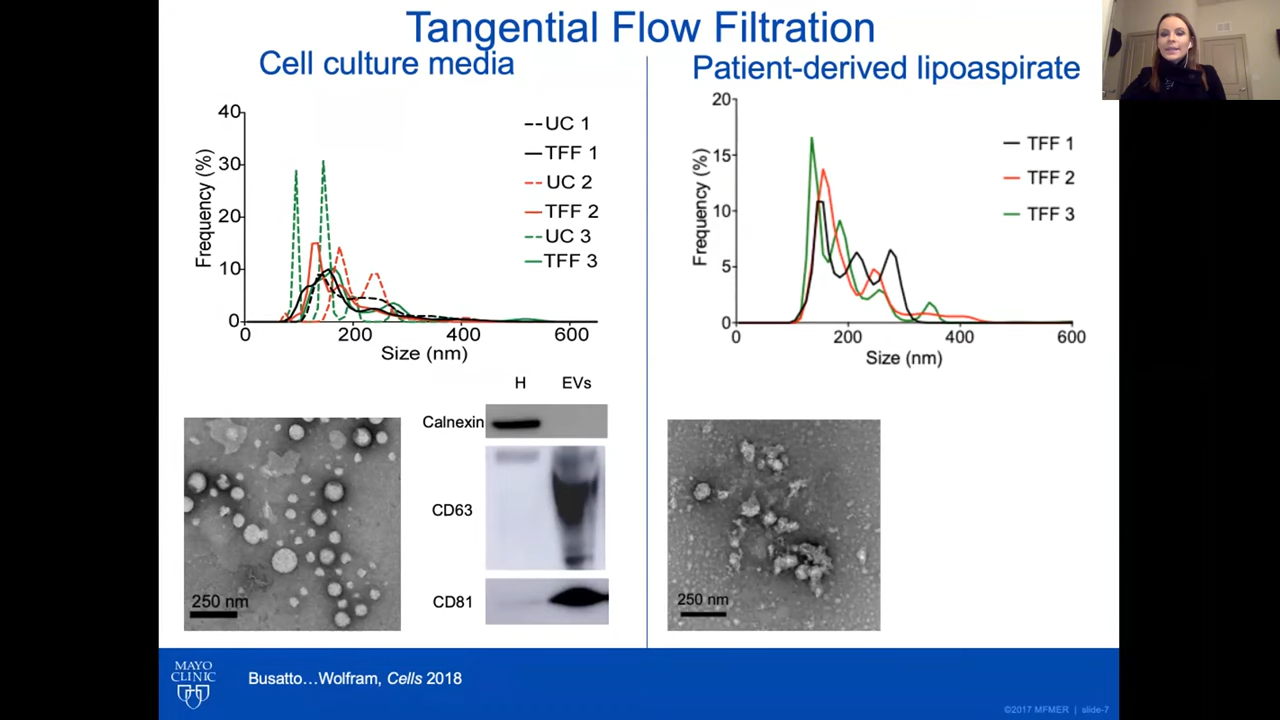 Tangential Flow Filtration
Cell culture media
Patient-derived lipoaspirate
40
30
20
10
0
Frequency (%)
0
200
400
600
Size (nm)
UC 1
TFF 1
UC 2
TFF 2
UC 3
TFF 3
20
15
10
5
0
Frequency (%)
0
200
400
600
Size (nm)
TFF 1
TFF 2
TFF 3
H
EVs
Calnexin
CD63
CD81
250 nm
250 nm
MAYO
CLINIC
Busatto…Wolfram, Cells 2018
©2017 MFMER | slide-7